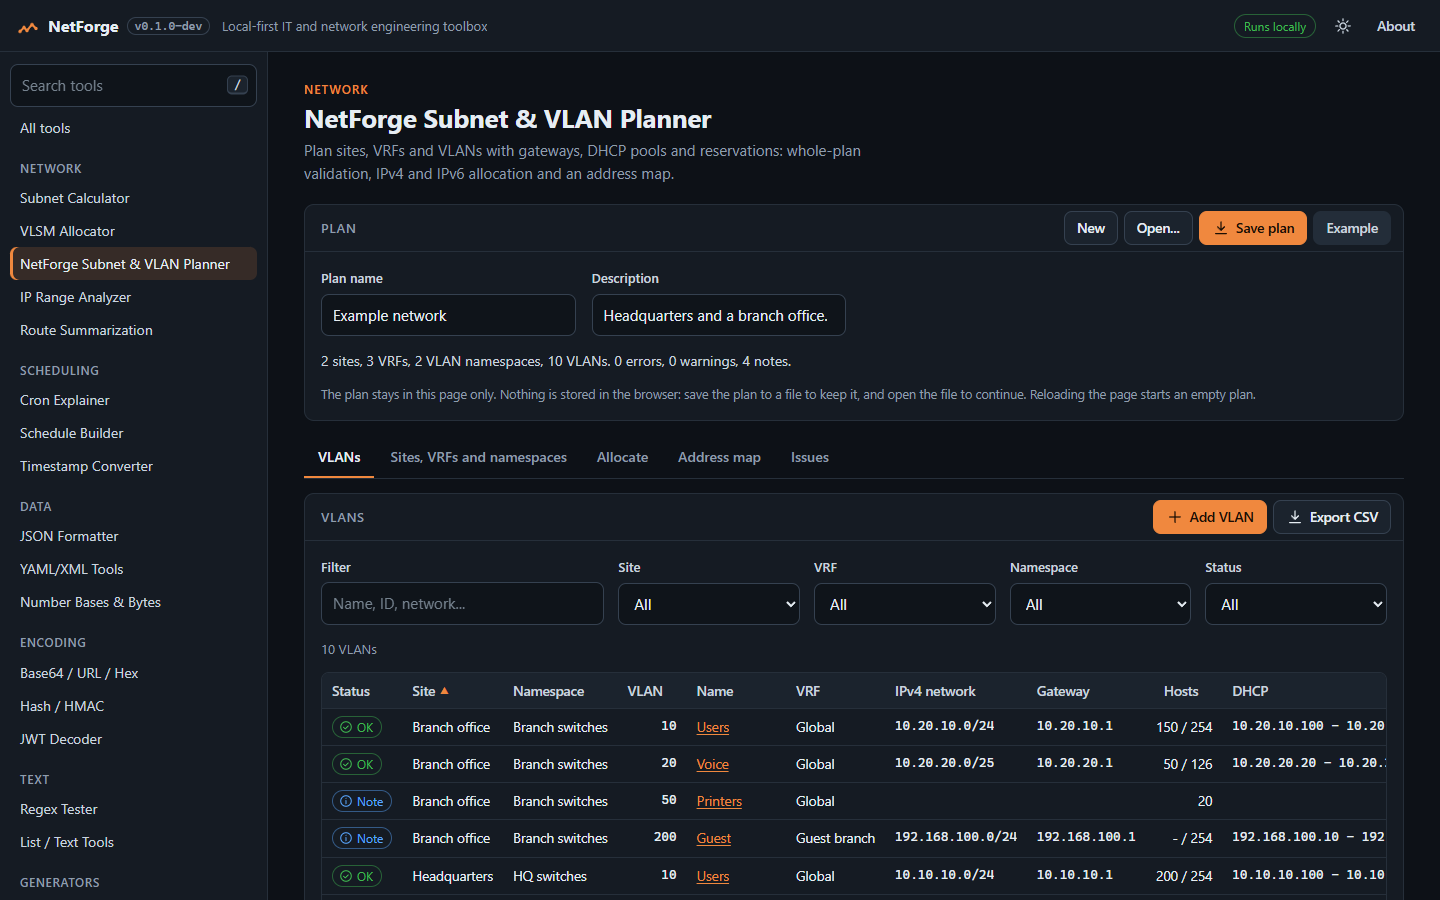 NetForge v0.1.0-dev Local-first IT and network engineering toolbox Runs locally About
Search tools /
All tools
NETWORK
Subnet Calculator
VLSM Allocator
NetForge Subnet & VLAN Planner
IP Range Analyzer
Route Summarization
SCHEDULING
Cron Explainer
Schedule Builder
Timestamp Converter
DATA
JSON Formatter
YAML/XML Tools
Number Bases & Bytes
ENCODING
Base64 / URL / Hex
Hash / HMAC
JWT Decoder
TEXT
Regex Tester
List / Text Tools
GENERATORS
NETWORK
NetForge Subnet & VLAN Planner
Plan sites, VRFs and VLANs with gateways, DHCP pools and reservations: whole-plan
validation, IPv4 and IPv6 allocation and an address map.
PLAN New Open... Save plan Example
Plan name Description
Example network Headquarters and a branch office.
2 sites, 3 VRFs, 2 VLAN namespaces, 10 VLANs. 0 errors, 0 warnings, 4 notes.
The plan stays in this page only. Nothing is stored in the browser: save the plan to a file to keep it, and open the file to continue. Reloading the page starts an empty plan.
VLANs Sites, VRFs and namespaces Allocate Address map Issues
VLANS Add VLAN Export CSV
Filter Site VRF Namespace Status
Name, ID, network... All All All All
10 VLANs
Status Site Namespace VLAN Name VRF IPv4 network Gateway Hosts DHCP
OK Branch office Branch switches 10 Users Global 10.20.10.0/24 10.20.10.1 150 / 254 10.20.10.100 – 10.20
OK Branch office Branch switches 20 Voice Global 10.20.20.0/25 10.20.20.1 50 / 126 10.20.20.20 – 10.20.
Note Branch office Branch switches 50 Printers Global 20
Note Branch office Branch switches 200 Guest Guest branch 192.168.100.0/24 192.168.100.1 - / 254 192.168.100.10 – 192
OK Headquarters HQ switches 10 Users Global 10.10.10.0/24 10.10.10.1 200 / 254 10.10.10.100 – 10.10